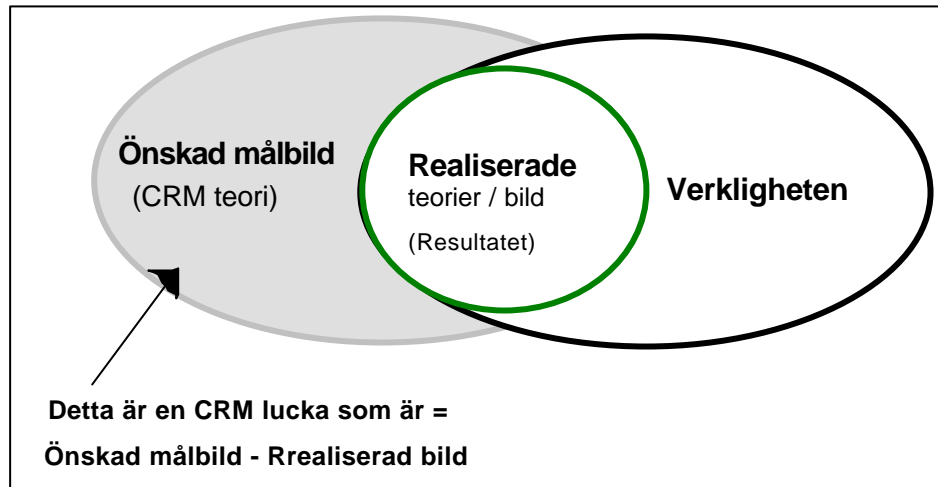 Önskad målbild
(CRM teori)
Realiserade
teorier / bild
(Resultatet)
Verkligheten
Detta är en CRM lucka som är =
Önskad målbild - Rrealiserad bild